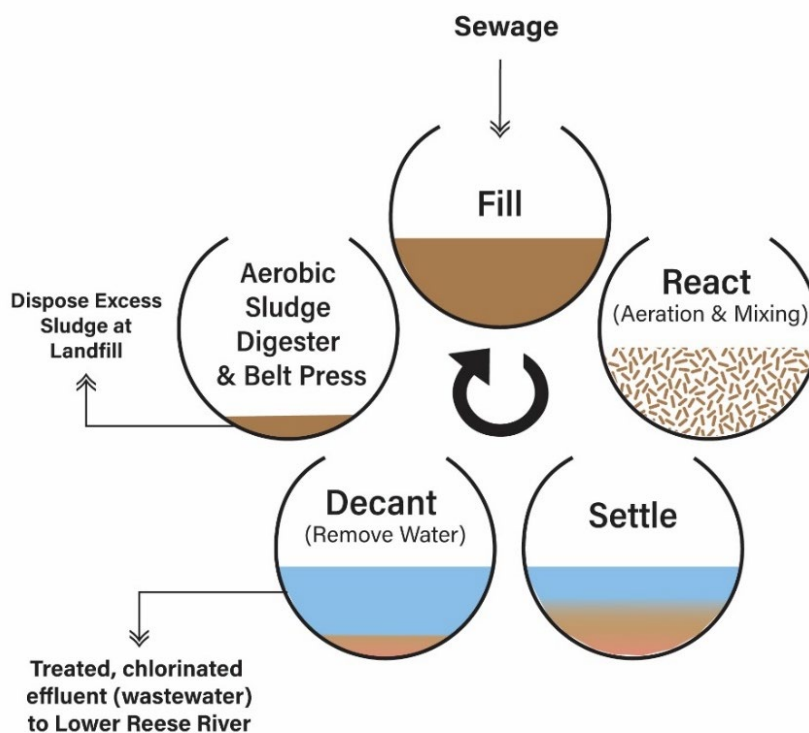 Sewage
Fill
React
(Aeration & Mixing)
Settle
Decant
(Remove Water)
Treated, chlorinated
effluent (wastewater)
to Lower Reese River
Aerobic
Sludge
Digester
& Belt Press
Dispose Excess
Sludge at
Landfill